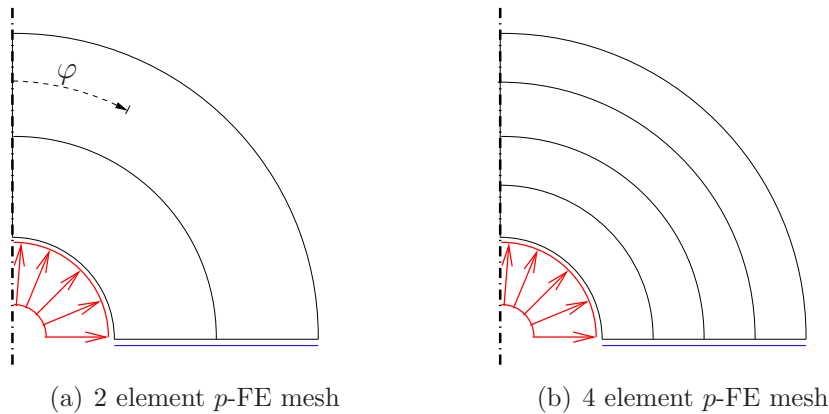 φ
(a) 2 element p-FE mesh
(b) 4 element p-FE mesh